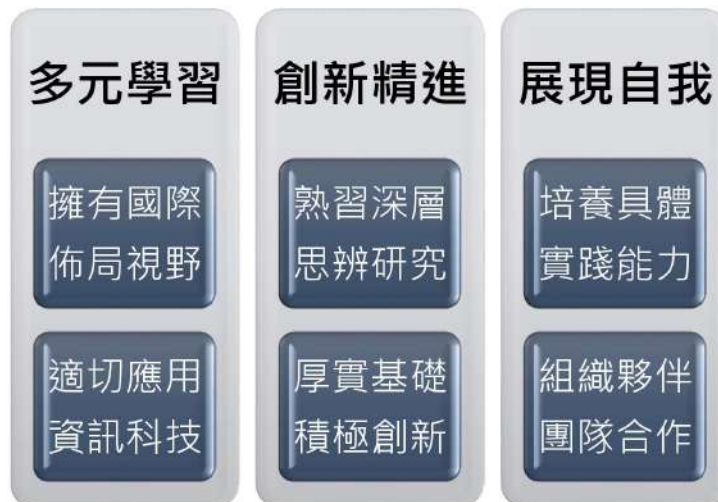 多元學習
擁有國際
佈局視野
適切應用
資訊科技
創新精進
熟習深層
思辨研究
厚實基礎
積極創新
展現自我
培養具體
實踐能力
組織夥伴
團隊合作